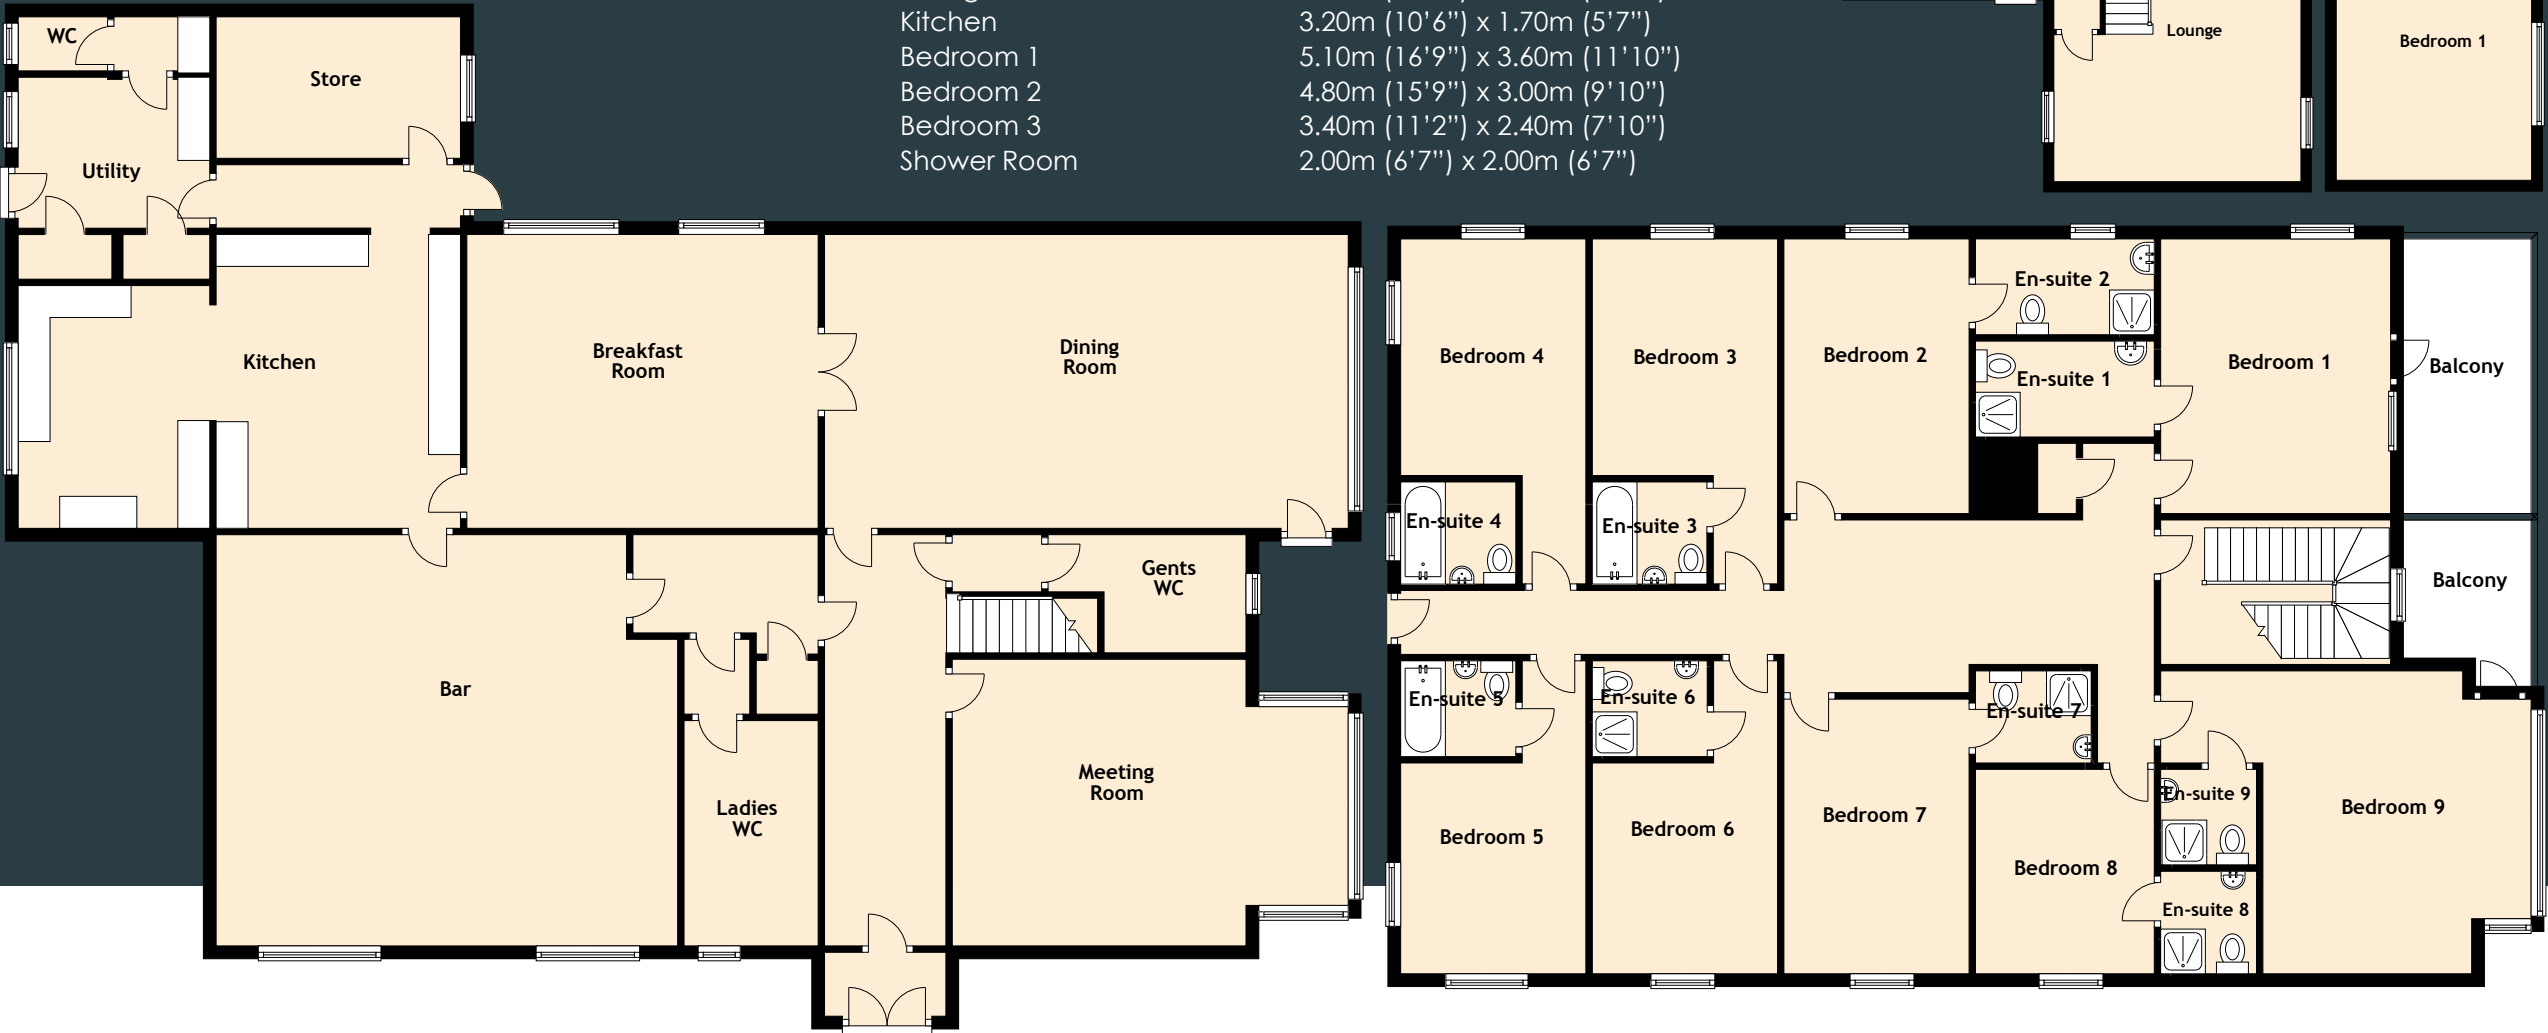 Kitchen 3.20m (10’6”) x 1.70m (5’7”)
Bedroom 1 5.10m (16’9”) x 3.60m (11’10”)
Bedroom 2 4.80m (15’9”) x 3.00m (9’10”)
Bedroom 3 3.40m (11’2”) x 2.40m (7’10”)
Shower Room 2.00m (6’7”) x 2.00m (6’7”)
Lounge
Bedroom 1
WC
Store
Utility
Kitchen
Breakfast
Room
Dining
Room
Gents
WC
Bar
Ladies
WC
Meeting
Room
Bedroom 4
Bedroom 3
Bedroom 2
En-suite 2
En-suite 1
Bedroom 1
Balcony
En-suite 4
En-suite 3
Balcony
En-suite 5
En-suite 6
En-suite 7
Bedroom 5
Bedroom 6
Bedroom 7
Bedroom 8
En-suite 9
Bedroom 9
En-suite 8